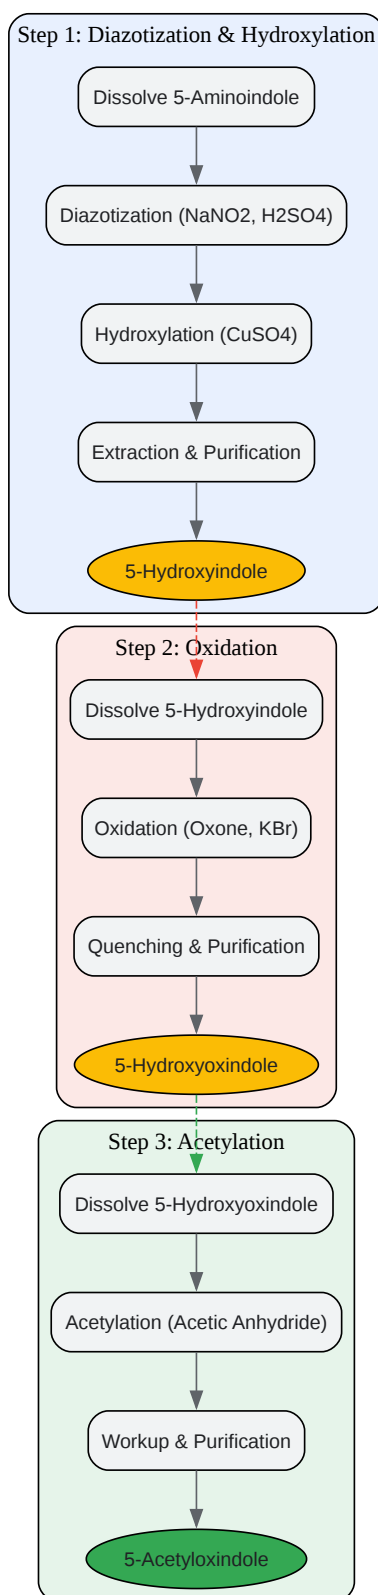 Step 1: Diazotization & Hydroxylation
Dissolve 5-Aminoindole
Diazotization (NaNO2, H2SO4)
Hydroxylation (CuSO4)
Extraction & Purification
5-Hydroxyindole
Step 2: Oxidation
Dissolve 5-Hydroxyindole
Oxidation (Oxone, KBr)
Quenching & Purification
5-Hydroxyoxindole
Step 3: Acetylation
Dissolve 5-Hydroxyoxindole
Acetylation (Acetic Anhydride)
Workup & Purification
5-Acetyloxindole